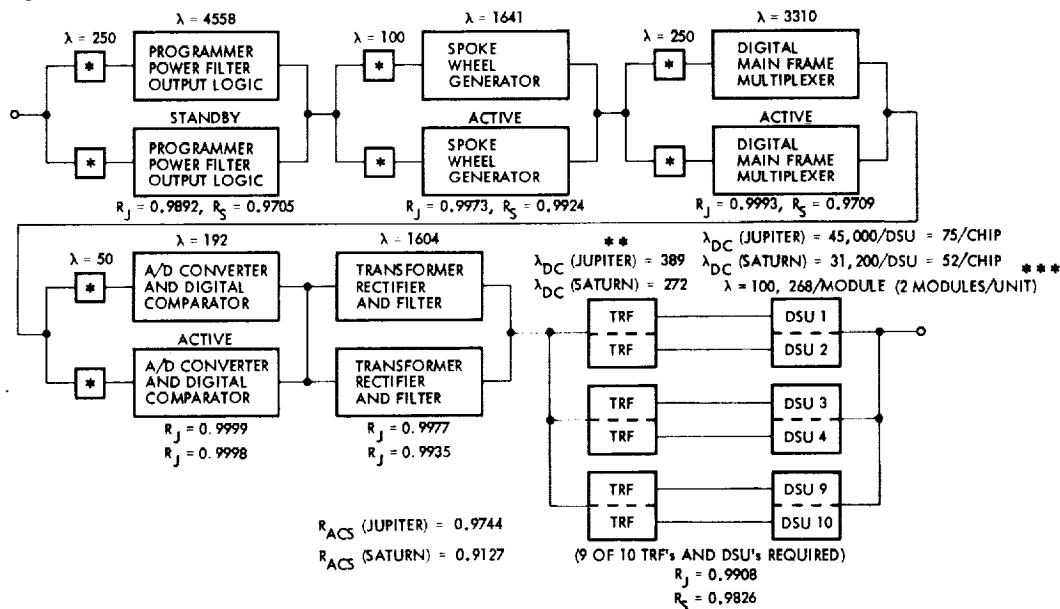 λ = 4558
λ = 250
*
PROGRAMMER
POWER FILTER
OUTPUT LOGIC
STANDBY
*
PROGRAMMER
POWER FILTER
OUTPUT LOGIC
R_J = 0.9892, R_S = 0.9705
λ = 1641
λ = 100
*
SPOKE
WHEEL
GENERATOR
ACTIVE
*
SPOKE
WHEEL
GENERATOR
R_J = 0.9973, R_S = 0.9924
λ = 3310
λ = 250
*
DIGITAL
MAIN FRAME
MULTIPLEXER
ACTIVE
*
DIGITAL
MAIN FRAME
MULTIPLEXER
R_J = 0.9993, R_S = 0.9709
λ = 192
λ = 50
*
A/D CONVERTER
AND DIGITAL
COMPARATOR
ACTIVE
*
A/D CONVERTER
AND DIGITAL
COMPARATOR
R_J = 0.9999
R_J = 0.9998
λ = 1604
TRANSFORMER
RECTIFIER
AND FILTER
TRANSFORMER
RECTIFIER
AND FILTER
R_J = 0.9977
R_J = 0.9935
**
λ_DC (JUPITER) = 389
λ_DC (SATURN) = 272
λ_DC (JUPITER) = 45,000/DSU = 75/CHIP
λ_DC (SATURN) = 31,200/DSU = 52/CHIP
***
λ = 100, 268/MODULE (2 MODULES/UNIT)
TRF DSU 1
TRF DSU 2
TRF DSU 3
TRF DSU 4
TRF DSU 9
TRF DSU 10
(9 OF 10 TRF's AND DSU's REQUIRED)
R_J = 0.9908
R_S = 0.9826
R_ACS (JUPITER) = 0.9744
R_ACS (SATURN) = 0.9127